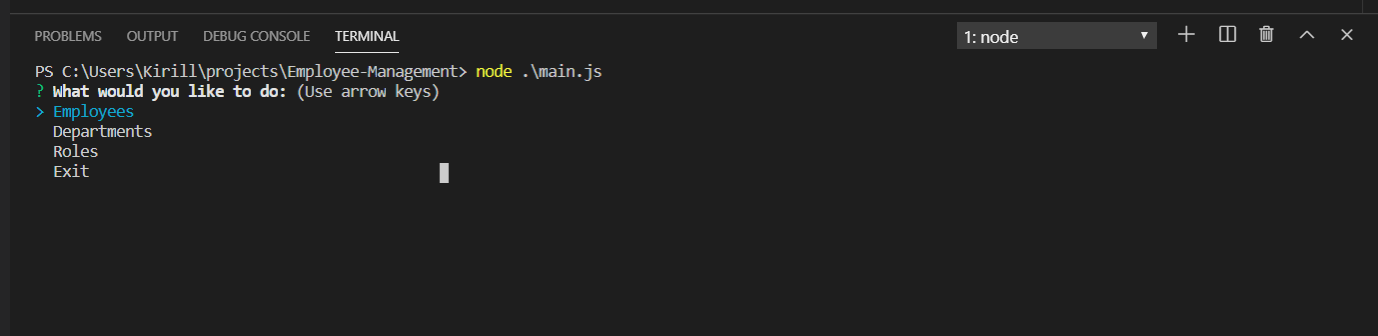 PROBLEMS OUTPUT DEBUG CONSOLE TERMINAL 1: node
PS C:\Users\Kirill\projects\Employee-Management> node .\main.js
? What would you like to do: (Use arrow keys)
> Employees
Departments
Roles
Exit